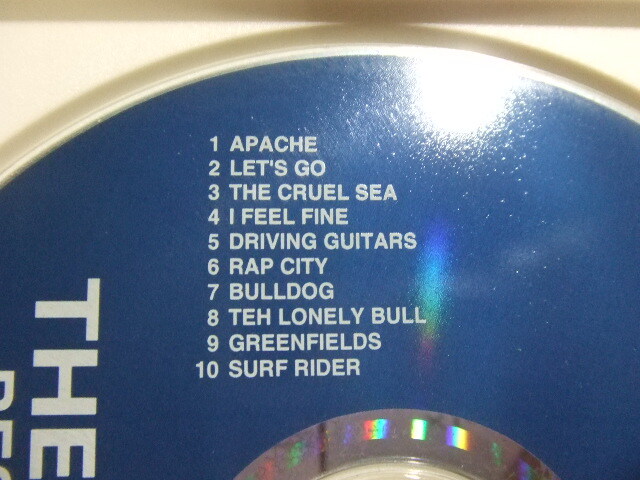 1 APACHE
2 LET'S GO
3 THE CRUEL SEA
4 I FEEL FINE
5 DRIVING GUITARS
6 RAP CITY
7 BULLDOG
8 TEH LONELY BULL
9 GREENFIELDS
10 SURF RIDER
THE